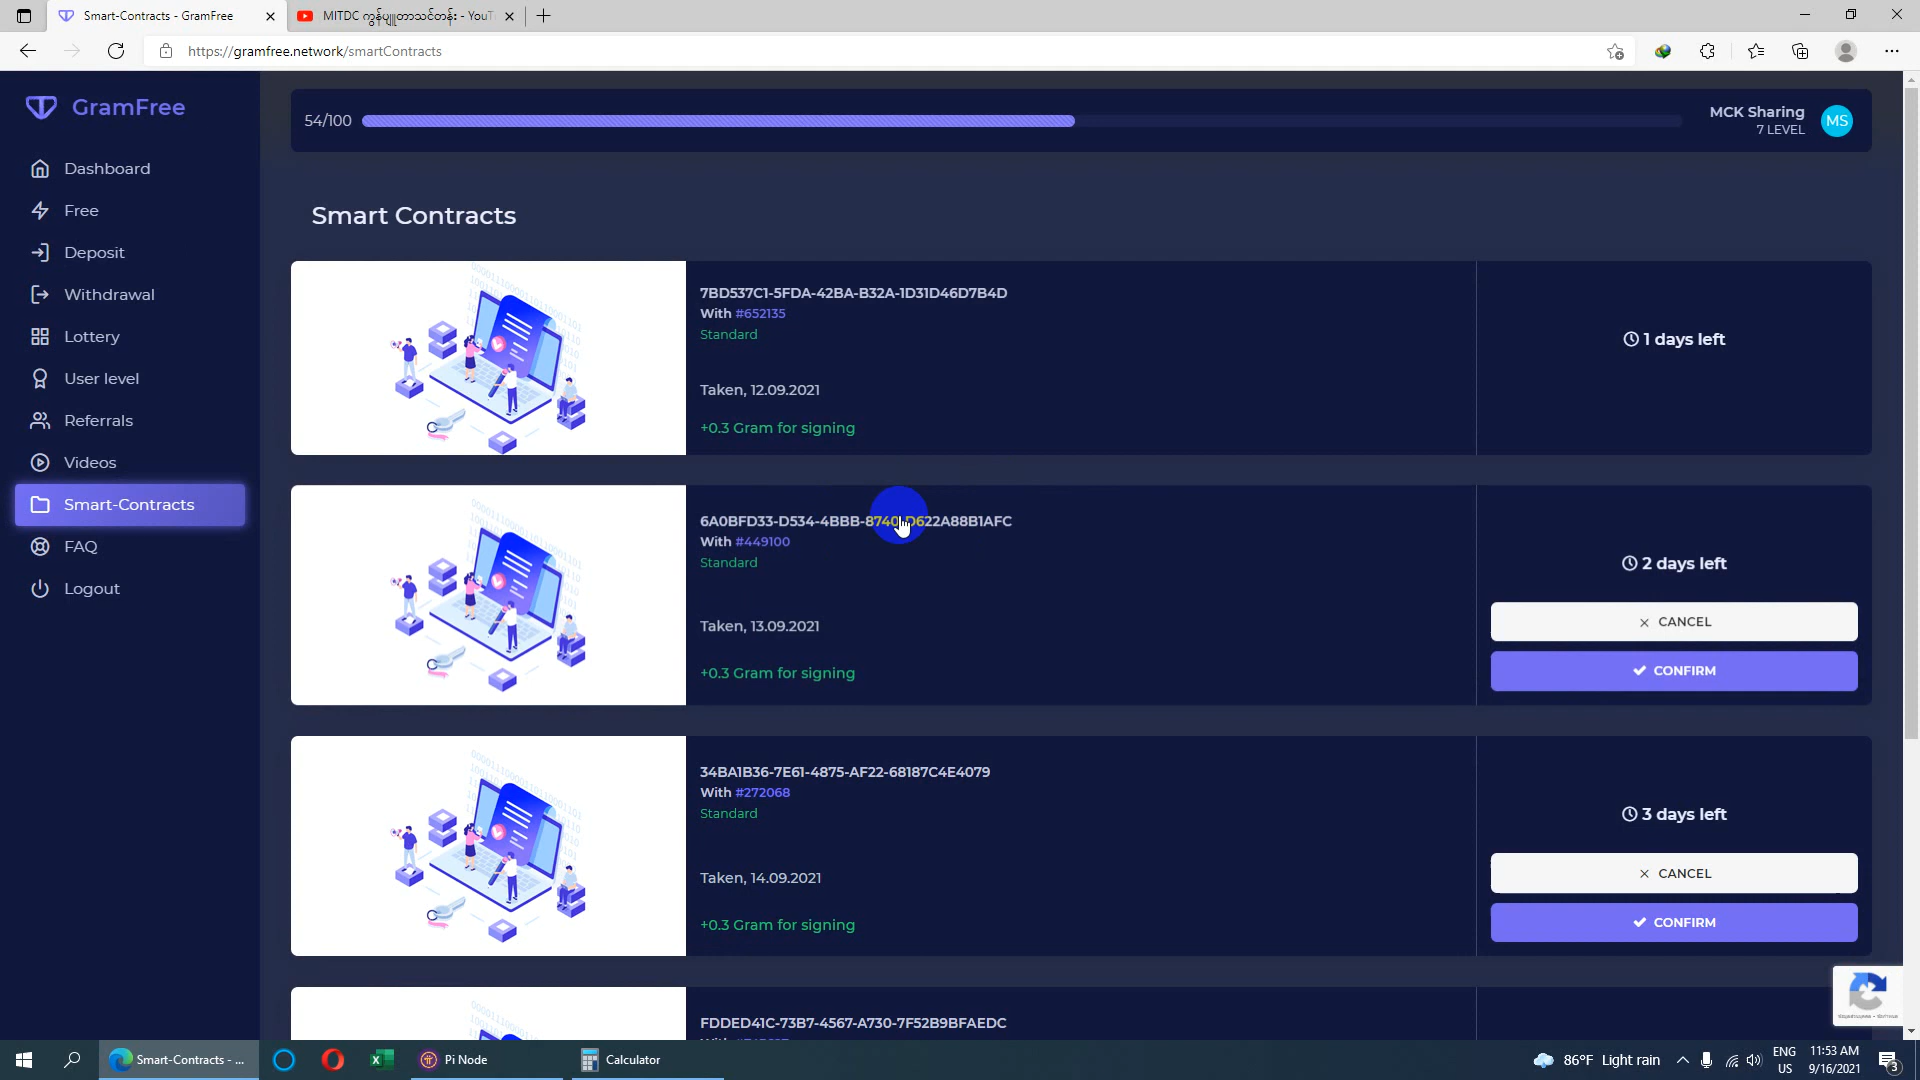 Smart-Contracts - GramFree
MITDC ကွန်ပျူတာသင်တန်း - YouT
https://gramfree.network/smartContracts
GramFree
54/100
MCK Sharing
7 LEVEL
MS
Dashboard
Free
Deposit
Withdrawal
Lottery
User level
Referrals
Videos
Smart-Contracts
FAQ
Logout
Smart Contracts
7BD537C1-5FDA-42BA-B32A-1D31D46D7B4D
With #652135
Standard
Taken, 12.09.2021
+0.3 Gram for signing
1 days left
6A0BFD33-D534-4BBB-8740-D622A88B1AFC
With #449100
Standard
Taken, 13.09.2021
+0.3 Gram for signing
2 days left
CANCEL
CONFIRM
34BA1B36-7E61-4875-AF22-68187C4E4079
With #272068
Standard
Taken, 14.09.2021
+0.3 Gram for signing
3 days left
CANCEL
CONFIRM
FDDED41C-73B7-4567-A730-7F52B9BFAEDC
Smart-Contracts - ...
Pi Node
Calculator
86°F Light rain
ENG
US
11:53 AM
9/16/2021
3